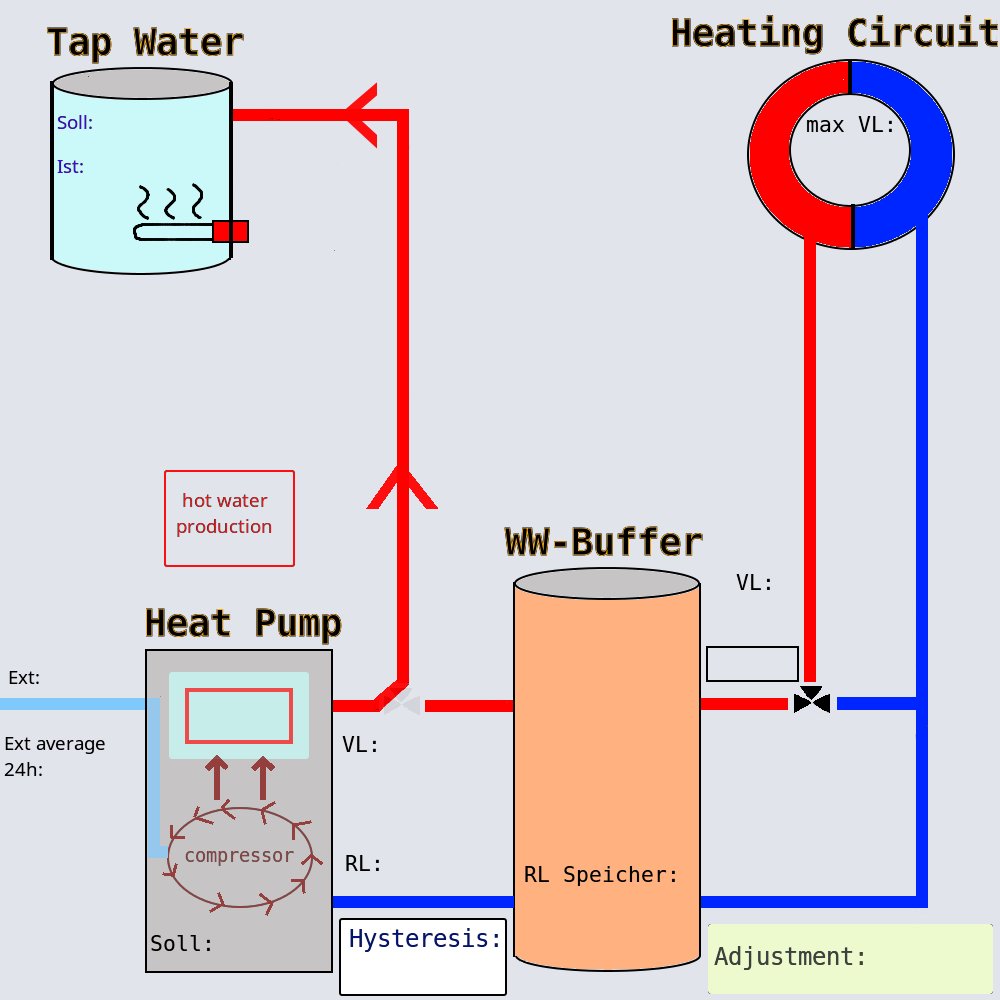 Tap Water
Heating Circuit
Soll:
Ist:
max VL:
hot water
production
WW-Buffer
VL:
Heat Pump
Ext:
Ext average
24h:
VL:
compressor
RL:
RL Speicher:
Soll:
Hysteresis:
Adjustment: